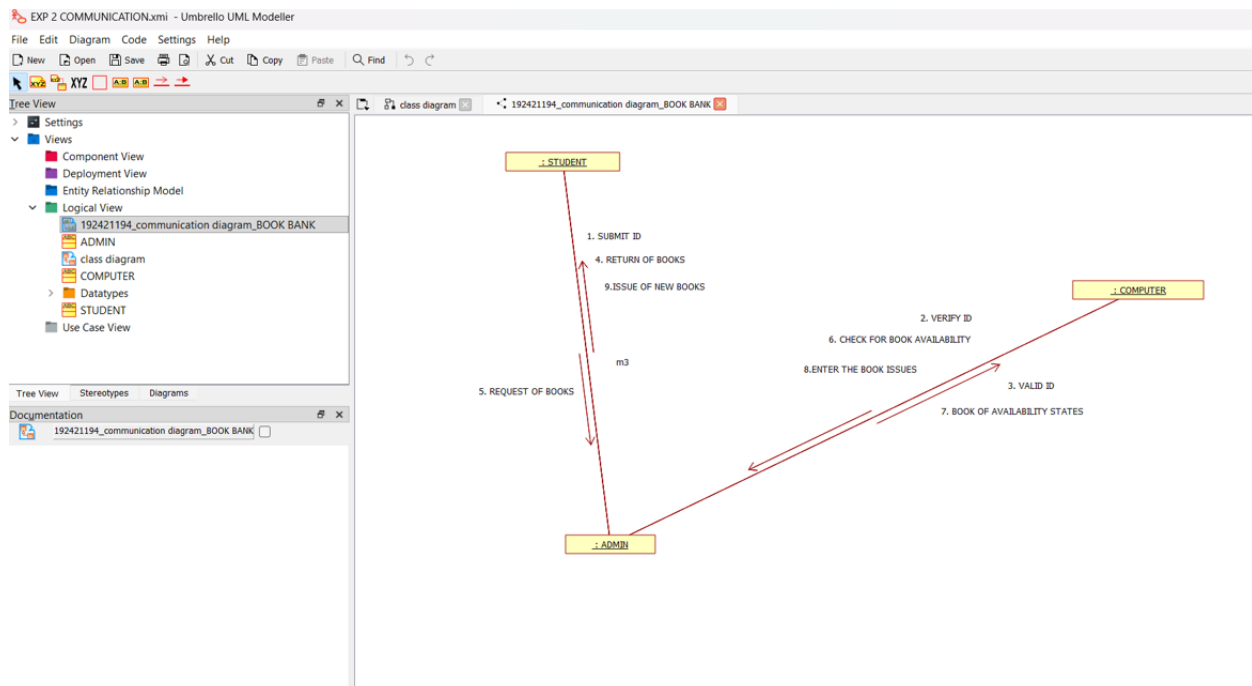 EXP 2 COMMUNICATION.xmi - Umbrello UML Modeller
File Edit Diagram Code Settings Help
New Open Save Cut Copy Paste Find
XYZ XYZ A:B A:B
Tree View
class diagram
192421194_communication diagram_BOOK BANK
Settings
Views
Component View
Deployment View
Entity Relationship Model
Logical View
192421194_communication diagram_BOOK BANK
ADMIN
class diagram
COMPUTER
Datatypes
STUDENT
Use Case View
Tree View Stereotypes Diagrams
Documentation
192421194_communication diagram_BOOK BANK
: STUDENT
1. SUBMIT ID
4. RETURN OF BOOKS
9.ISSUE OF NEW BOOKS
m3
5. REQUEST OF BOOKS
: COMPUTER
2. VERIFY ID
6. CHECK FOR BOOK AVAILABILITY
8.ENTER THE BOOK ISSUES
3. VALID ID
7. BOOK OF AVAILABILITY STATES
: ADMIN